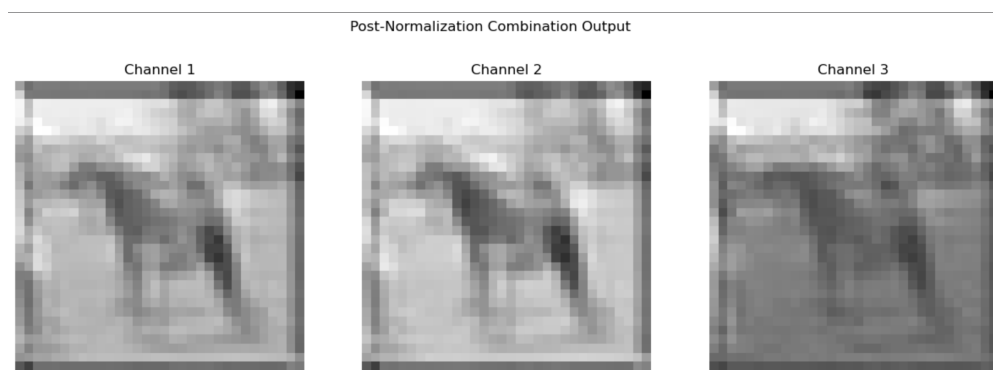 Post-Normalization Combination Output
Channel 1
Channel 2
Channel 3